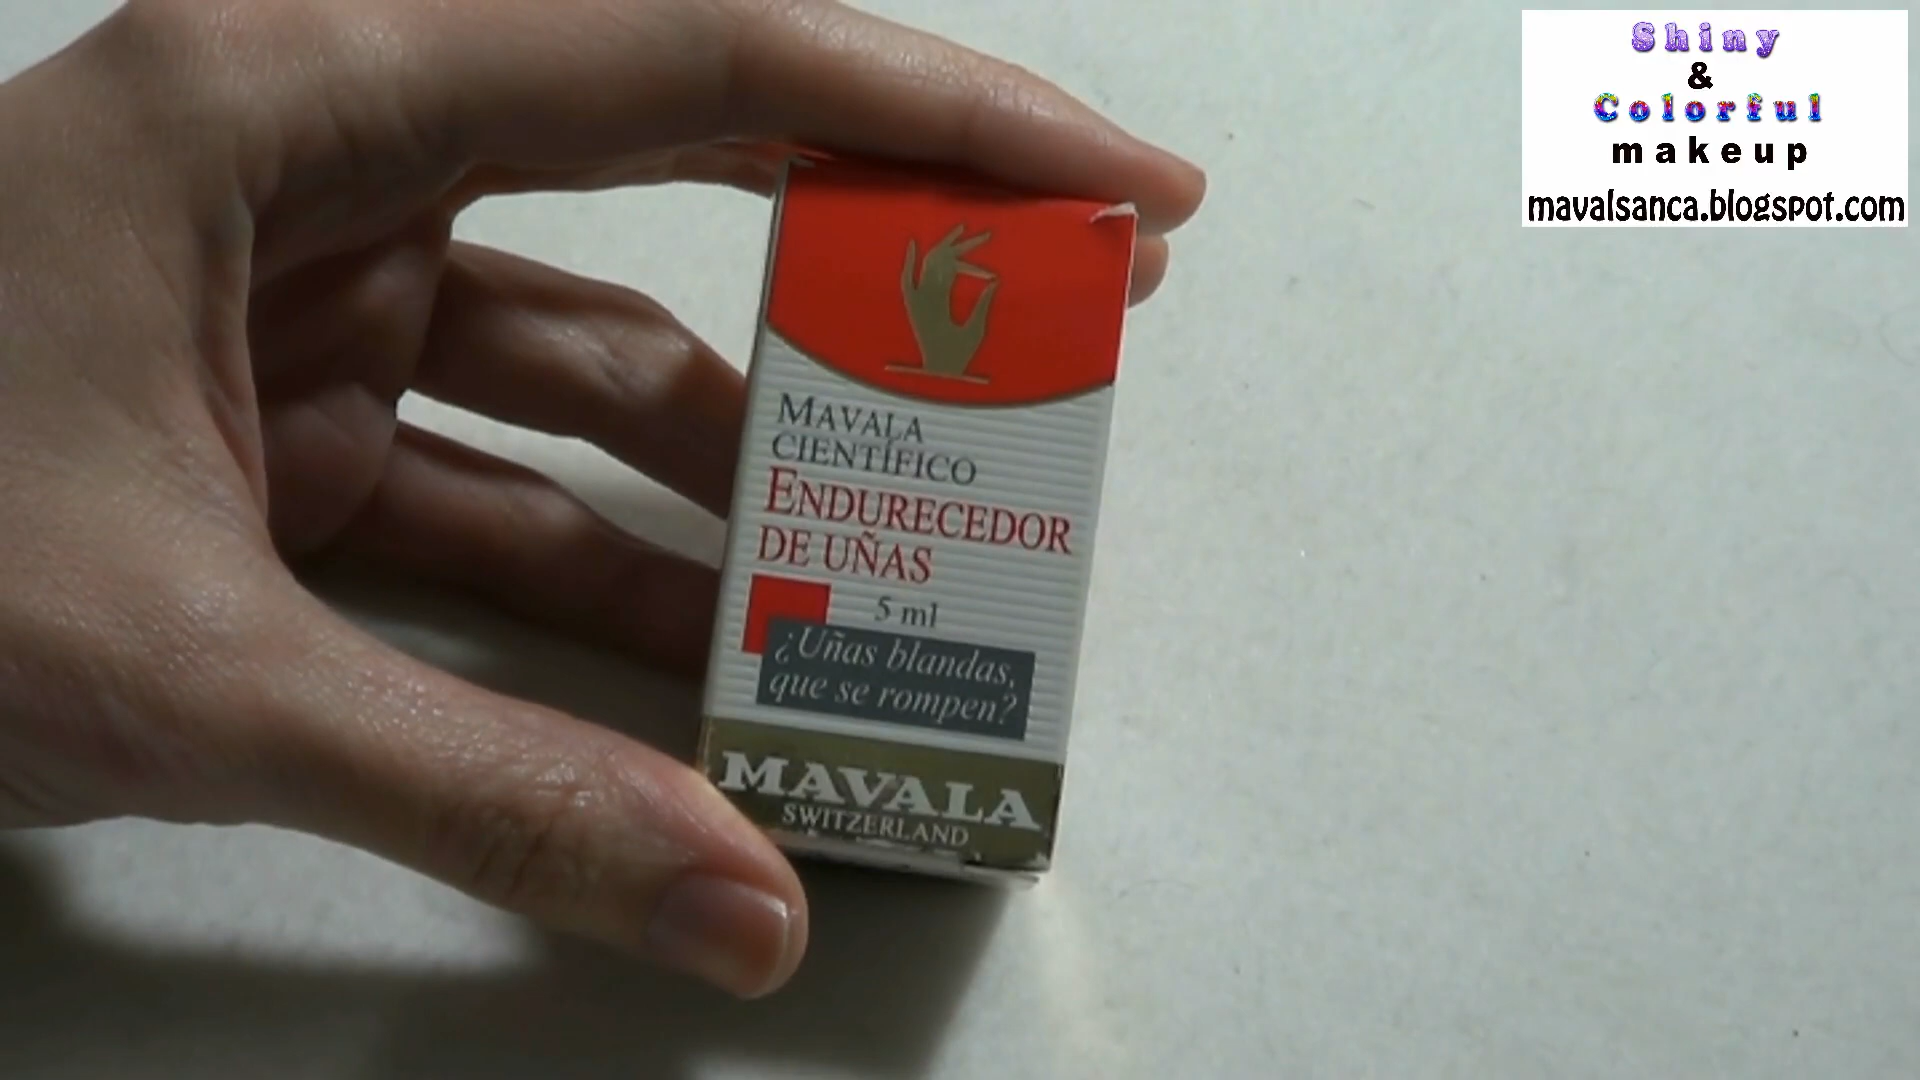 Shiny
&
Colorful
makeup
mavalsanca.blogspot.com
MAVALA
CIENTÍFICO
ENDURECEDOR
DE UÑAS
5 ml
¿Uñas blandas,
que se rompen?
MAVALA
SWITZERLAND